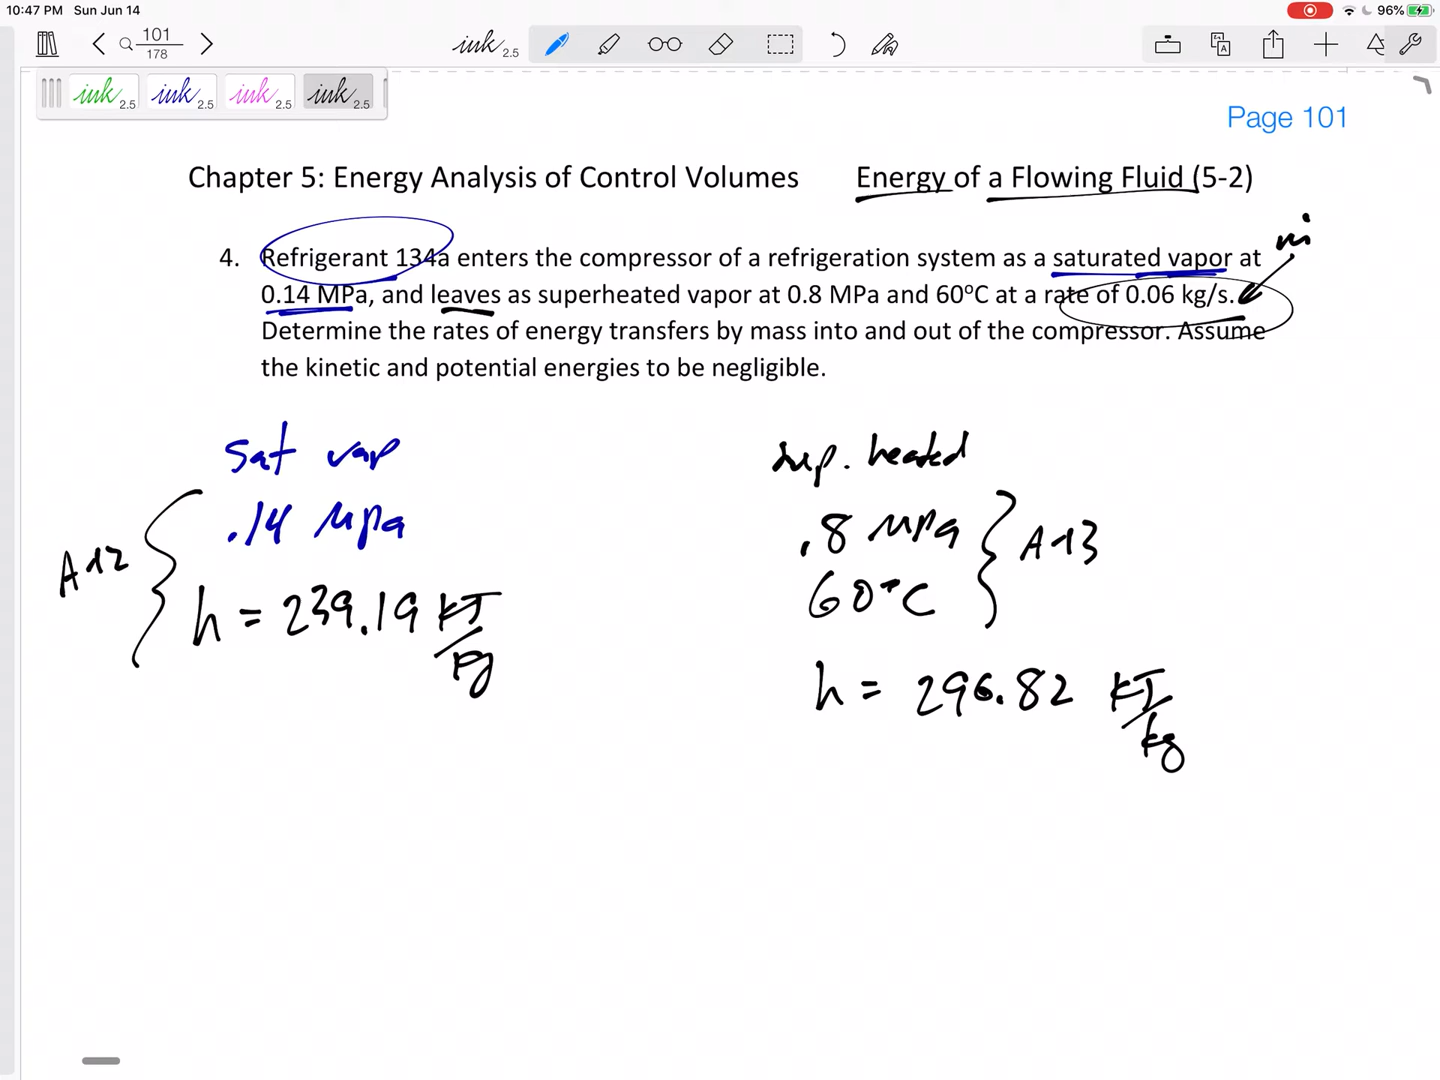 10:47 PM Sun Jun 14
96%
101
178
ink 2.5
ink 2.5 ink 2.5 ink 2.5 ink 2.5
Page 101
Chapter 5: Energy Analysis of Control Volumes Energy of a Flowing Fluid (5-2)
ṁ
4. Refrigerant 134a enters the compressor of a refrigeration system as a saturated vapor at
0.14 MPa, and leaves as superheated vapor at 0.8 MPa and 60°C at a rate of 0.06 kg/s.
Determine the rates of energy transfers by mass into and out of the compressor. Assume
the kinetic and potential energies to be negligible.
sat vap
.14 MPa
A12
h = 239.19 kJ/kg
sup. heated
.8 MPa
60°C
A13
h = 296.82 kJ/kg